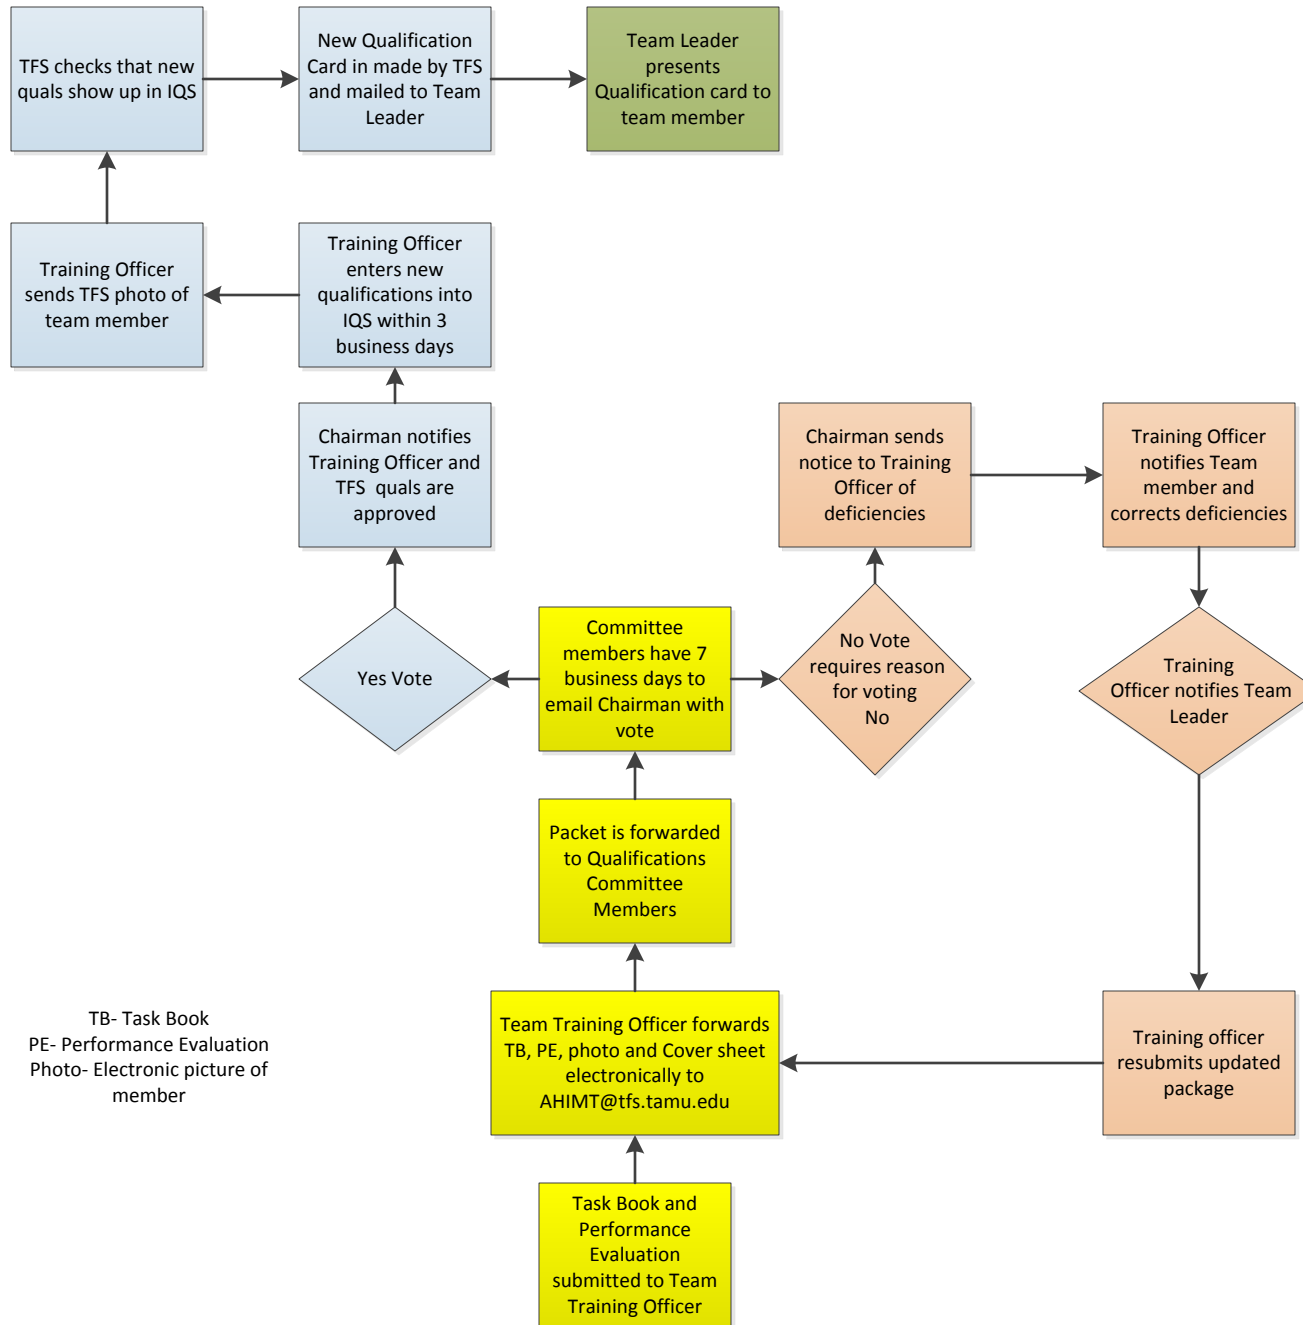 TFS checks that new
quals show up in IQS
New Qualification
Card in made by TFS
and mailed to Team
Leader
Team Leader
presents
Qualification card to
team member
Training Officer
sends TFS photo of
team member
Training Officer
enters new
qualifications into
IQS within 3
business days
Chairman notifies
Training Officer and
TFS quals are
approved
Chairman sends
notice to Training
Officer of
deficiencies
Training Officer
notifies Team
member and
corrects deficiencies
Yes Vote
Committee
members have 7
business days to
email Chairman with
vote
No Vote
requires reason
for voting
No
Training
Officer notifies Team
Leader
Packet is forwarded
to Qualifications
Committee
Members
TB- Task Book
PE- Performance Evaluation
Photo- Electronic picture of
member
Team Training Officer forwards
TB, PE, photo and Cover sheet
electronically to
AHIMT@tfs.tamu.edu
Training officer
resubmits updated
package
Task Book and
Performance
Evaluation
submitted to Team
Training Officer